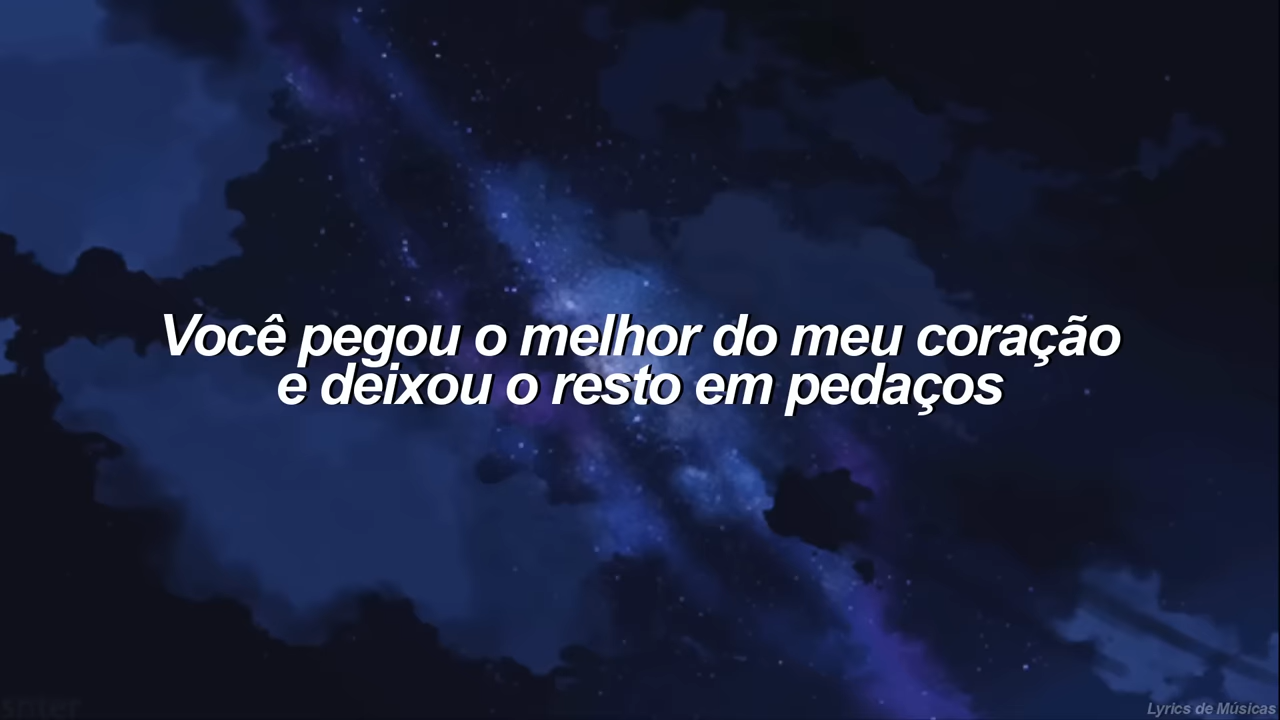 Você pegou o melhor do meu coração
e deixou o resto em pedaços
Lyrics de Músicas